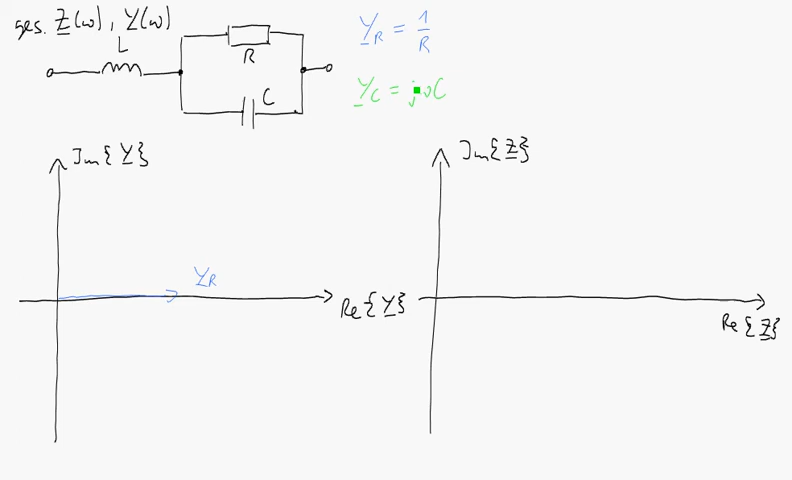 ges. Z(ω), Y(ω)
L
R
C
Y_R = 1/R
Y_C = jωC
Im{Y}
Y_R
Re{Y}
Im{Z}
Re{Z}